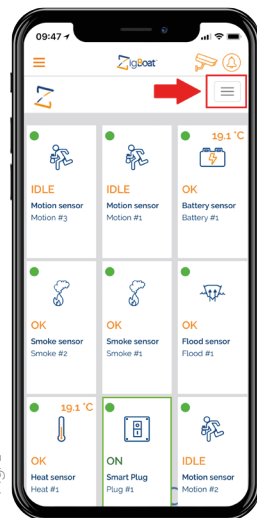 09:47
ZigBoat
19.1 °C
IDLE
Motion sensor
Motion #3
IDLE
Motion sensor
Motion #1
OK
Battery sensor
Battery #1
OK
Smoke sensor
Smoke #2
OK
Smoke sensor
Smoke #1
OK
Flood sensor
Flood #1
19.1 °C
OK
Heat sensor
Heat #1
ON
Smart Plug
Plug #1
IDLE
Motion sensor
Motion #2